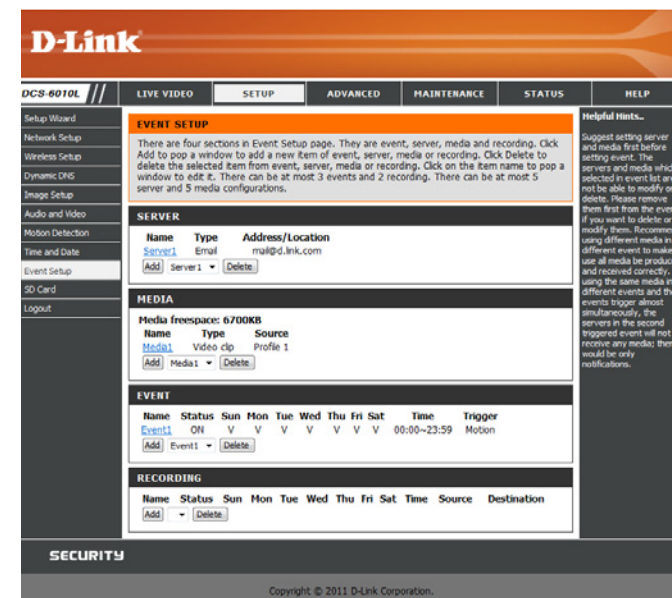 D-Link
DCS-6010L
LIVE VIDEO SETUP ADVANCED MAINTENANCE STATUS HELP
Setup Wizard
Network Setup
Wireless Setup
Dynamic DNS
Image Setup
Audio and Video
Motion Detection
Time and Date
Event Setup
SD Card
Logout
EVENT SETUP
There are four sections in Event Setup page. They are event, server, media and recording. Click
Add to pop a window to add a new item of event, server, media or recording. Click Delete to
delete the selected item from event, server, media or recording. Click on the item name to pop a
window to edit it. There can be at most 3 events and 2 recording. There can be at most 5
server and 5 media configurations.
SERVER
Name Type Address/Location
Server1 Email mail@d.link.com
Add Server1 Delete
MEDIA
Media freespace: 6700KB
Name Type Source
Media1 Video clip Profile 1
Add Media1 Delete
EVENT
Name Status Sun Mon Tue Wed Thu Fri Sat Time Trigger
Event1 ON V V V V V V V 00:00~23:59 Motion
Add Event1 Delete
RECORDING
Name Status Sun Mon Tue Wed Thu Fri Sat Time Source Destination
Add Delete
Helpful Hints..
Suggest setting server
and media first before
setting event. The
servers and media which
selected in event list are
not be able to modify or
delete. Please remove
them first from the event
if you want to delete or
modify them. Recommend
using different media in
different event to make
use all media be produced
and received correctly.
using the same media in
different events and the
events trigger almost
simultaneously, the
servers in the second
triggered event will not
receive any media; there
would be only
notifications.
SECURITY
Copyright © 2011 D-Link Corporation.